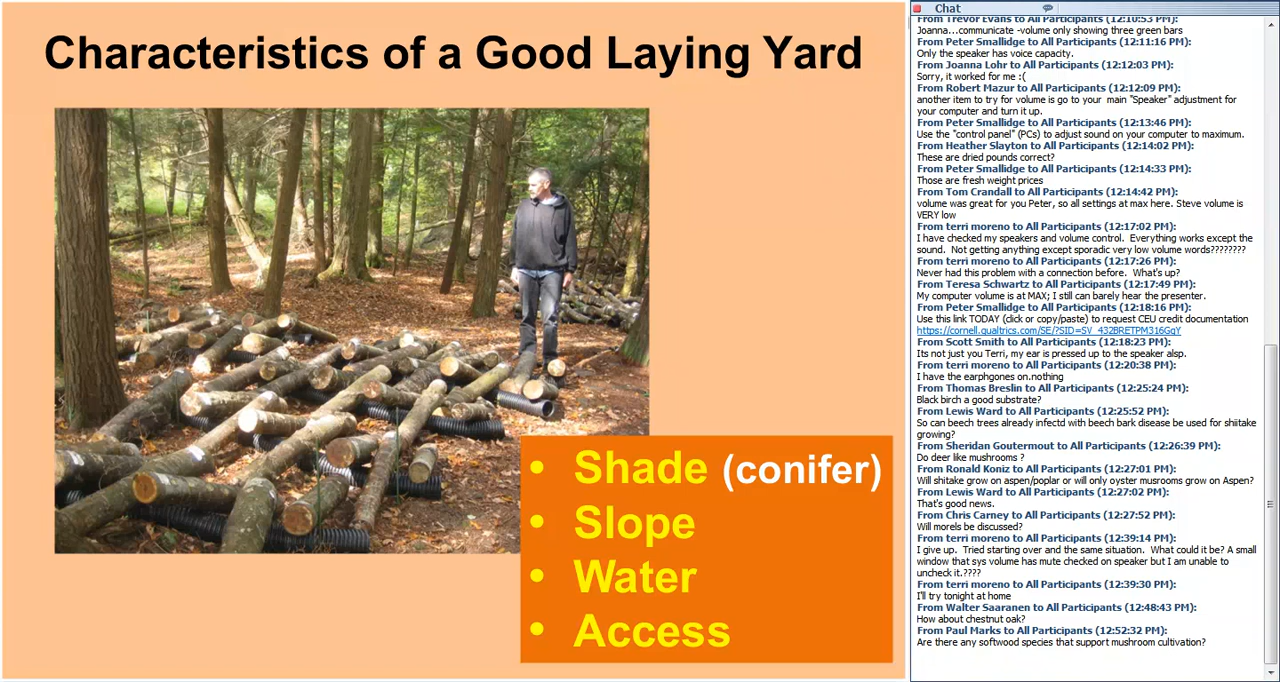 Characteristics of a Good Laying Yard
• Shade (conifer)
• Slope
• Water
• Access
Chat
From Trevor Evans to All Participants (12:10:53 PM):
Joanna...communicate -volume only showing three green bars
From Peter Smallidge to All Participants (12:11:16 PM):
Only the speaker has voice capacity.
From Joanna Lohr to All Participants (12:12:03 PM):
Sorry, it worked for me :(
From Robert Mazur to All Participants (12:12:09 PM):
another item to try for volume is go to your main "Speaker" adjustment for
your computer and turn it up.
From Peter Smallidge to All Participants (12:13:46 PM):
Use the "control panel" (PCs) to adjust sound on your computer to maximum.
From Heather Slayton to All Participants (12:14:02 PM):
These are dried pounds correct?
From Peter Smallidge to All Participants (12:14:33 PM):
Those are fresh weight prices
From Tom Crandall to All Participants (12:14:42 PM):
volume was great for you Peter, so all settings at max here. Steve volume is
VERY low
From terri moreno to All Participants (12:17:02 PM):
I have checked my speakers and volume control. Everything works except the
sound. Not getting anything except sporadic very low volume words????????
From terri moreno to All Participants (12:17:26 PM):
Never had this problem with a connection before. What's up?
From Teresa Schwartz to All Participants (12:17:49 PM):
My computer volume is at MAX; I still can barely hear the presenter.
From Peter Smallidge to All Participants (12:18:16 PM):
Use this link TODAY (click or copy/paste) to request CEU credit documentation
https://cornell.qualtrics.com/SE/?SID=SV_432BRETPM316GqY
From Scott Smith to All Participants (12:18:23 PM):
Its not just you Terri, my ear is pressed up to the speaker alsp.
From terri moreno to All Participants (12:20:38 PM):
I have the earphgones on.nothing
From Thomas Breslin to All Participants (12:25:24 PM):
Black birch a good substrate?
From Lewis Ward to All Participants (12:25:52 PM):
So can beech trees already infectd with beech bark disease be used for shiitake
growing?
From Sheridan Goutermout to All Participants (12:26:39 PM):
Do deer like mushrooms ?
From Ronald Koniz to All Participants (12:27:01 PM):
Will shitake grow on aspen/poplar or will only oyster musrooms grow on Aspen?
From Lewis Ward to All Participants (12:27:02 PM):
That's good news.
From Chris Carney to All Participants (12:27:52 PM):
Will morels be discussed?
From terri moreno to All Participants (12:39:14 PM):
I give up. Tried starting over and the same situation. What could it be? A small
window that sys volume has mute checked on speaker but I am unable to
uncheck it.????
From terri moreno to All Participants (12:39:30 PM):
I'll try tonight at home
From Walter Saaranen to All Participants (12:48:43 PM):
How about chestnut oak?
From Paul Marks to All Participants (12:52:32 PM):
Are there any softwood species that support mushroom cultivation?